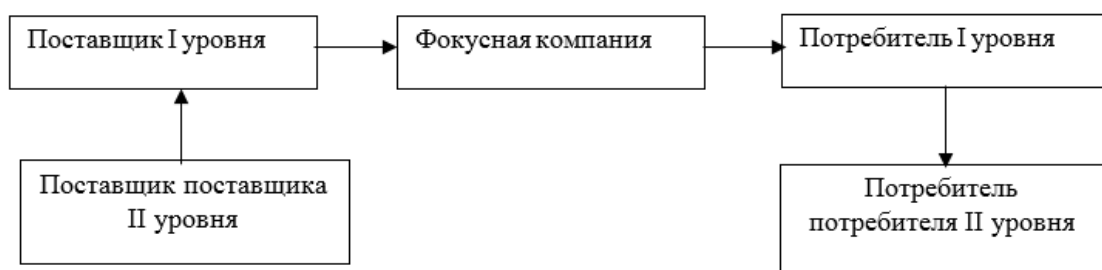 Поставщик I уровня
Фокусная компания
Потребитель I уровня
Поставщик поставщика
II уровня
Потребитель
потребителя II уровня